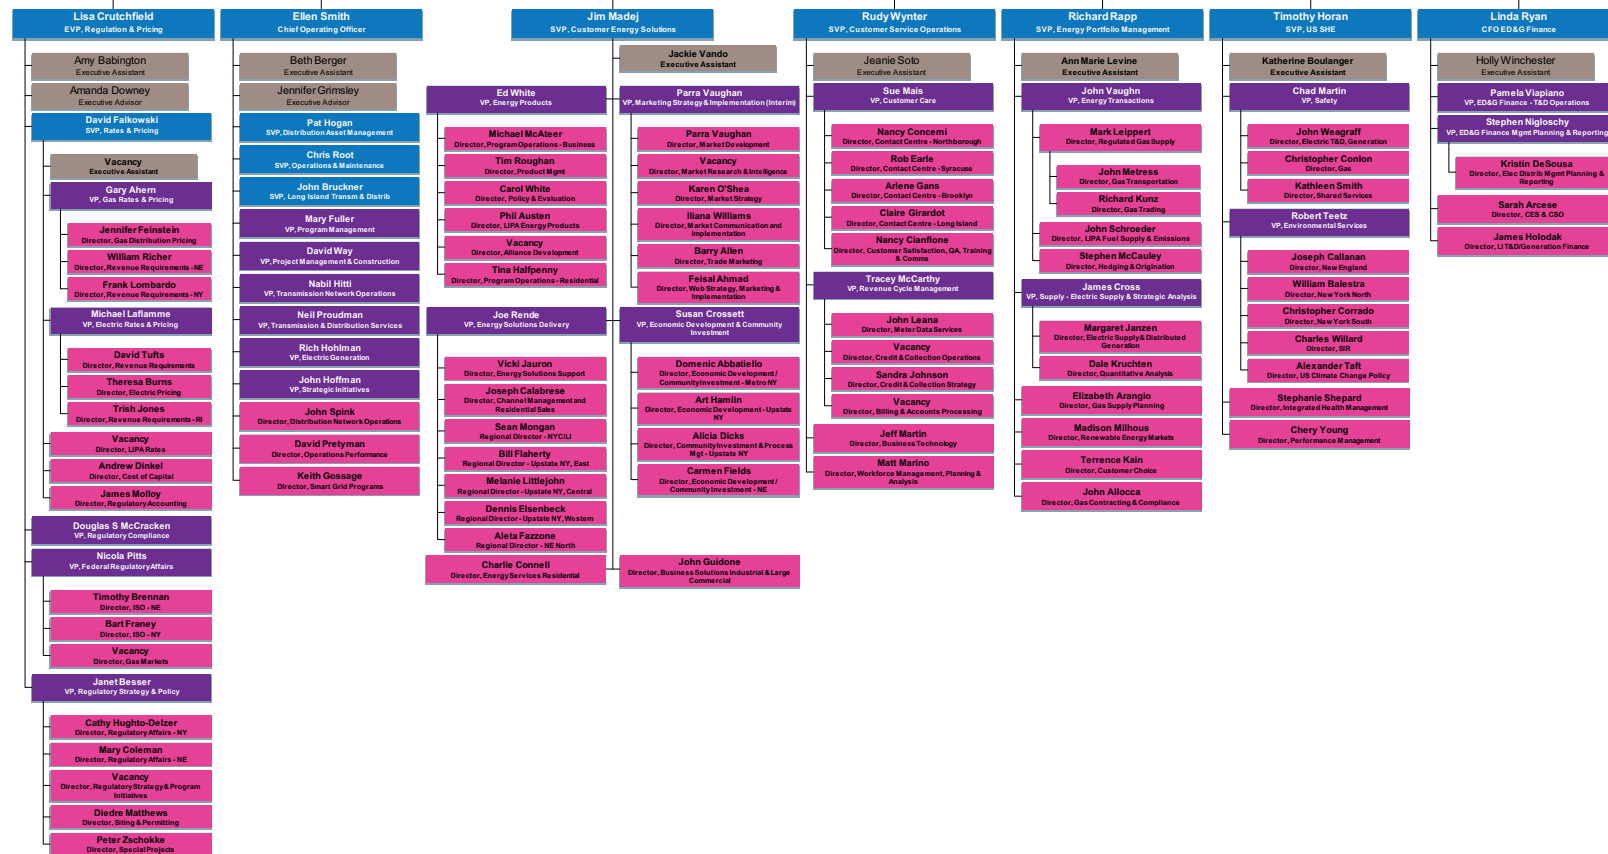 Lisa Crutchfield
EVP, Regulation & Pricing
Amy Babington
Executive Assistant
Amanda Downey
Executive Advisor
David Falkowski
SVP, Rates & Pricing
Vacancy
Executive Assistant
Gary Ahern
VP, Gas Rates & Pricing
Jennifer Feinstein
Director, Gas Distribution Pricing
William Richer
Director, Revenue Requirements - NE
Frank Lombardo
Director, Revenue Requirements - NY
Michael Laflamme
VP, Electric Rates & Pricing
David Tufts
Director, Revenue Requirements
Theresa Burns
Director, Electric Pricing
Trish Jones
Director, Revenue Requirements - RI
Vacancy
Director, LIPA Rates
Andrew Dinkel
Director, Cost of Capital
James Molloy
Director, Regulatory Accounting
Douglas S McCracken
VP, Regulatory Compliance
Nicola Pitts
VP, Federal Regulatory Affairs
Timothy Brennan
Director, ISO - NE
Bart Franey
Director, ISO - NY
Vacancy
Director, Gas Markets
Janet Besser
VP, Regulatory Strategy & Policy
Cathy Hughto-Delzer
Director, Regulatory Affairs - NY
Mary Coleman
Director, Regulatory Affairs - NE
Vacancy
Director, Regulatory Strategy & Program
Initiatives
Diedre Matthews
Director, Siting & Permitting
Peter Zschokke
Director, Special Projects
Ellen Smith
Chief Operating Officer
Beth Berger
Executive Assistant
Jennifer Grimsley
Executive Advisor
Pat Hogan
SVP, Distribution Asset Management
Chris Root
SVP, Operations & Maintenance
John Bruckner
SVP, Long Island Transm & Distrib
Mary Fuller
VP, Program Management
David Way
VP, Project Management & Construction
Nabil Hitti
VP, Transmission Network Operations
Neil Proudman
VP, Transmission & Distribution Services
Rich Hohlman
VP, Electric Generation
John Hoffman
VP, Strategic Initiatives
John Spink
Director, Distribution Network Operations
David Pretyman
Director, Operations Performance
Keith Gossage
Director, Smart Grid Programs
Jim Madej
SVP, Customer Energy Solutions
Jackie Vando
Executive Assistant
Ed White
VP, Energy Products
Michael McAteer
Director, Program Operations - Business
Tim Roughan
Director, Product Mgmt
Carol White
Director, Policy & Evaluation
Phil Austen
Director, LIPA Energy Products
Vacancy
Director, Alliance Development
Tina Halfpenny
Director, Program Operations - Residential
Joe Rende
VP, Energy Solutions Delivery
Vicki Jauron
Director, Energy Solutions Support
Joseph Calabrese
Director, Channel Management and
Residential Sales
Sean Mongan
Regional Director - NYC/LI
Bill Flaherty
Regional Director - Upstate NY, East
Melanie Littlejohn
Regional Director - Upstate NY, Central
Dennis Elsenbeck
Regional Director - Upstate NY, Western
Aleta Fazzone
Regional Director - NE North
Charlie Connell
Director, Energy Services Residential
Parra Vaughan
VP, Marketing Strategy & Implementation (Interim)
Parra Vaughan
Director, Market Development
Vacancy
Director, Market Research & Intelligence
Karen O'Shea
Director, Market Strategy
Iliana Williams
Director, Market Communication and
Implementation
Barry Allen
Director, Trade Marketing
Feisal Ahmad
Director, Web Strategy, Marketing &
Implementation
Susan Crossett
VP, Economic Development & Community
Investment
Domenic Abbatiello
Director, Economic Development /
Community Investment - Metro NY
Art Hamlin
Director, Economic Development - Upstate
NY
Alicia Dicks
Director, Community Investment & Process
Mgt - Upstate NY
Carmen Fields
Director, Economic Development /
Community Investment - NE
John Guidone
Director, Business Solutions Industrial & Large
Commercial
Rudy Wynter
SVP, Customer Service Operations
Jeanie Soto
Executive Assistant
Sue Mais
VP, Customer Care
Nancy Concemi
Director, Contact Centre - Northborough
Rob Earle
Director, Contact Centre - Syracuse
Arlene Gans
Director, Contact Centre - Brooklyn
Claire Girardot
Director, Contact Centre - Long Island
Nancy Cianflone
Director, Customer Satisfaction, QA, Training
& Comms
Tracey McCarthy
VP, Revenue Cycle Management
John Leana
Director, Meter Data Services
Vacancy
Director, Credit & Collection Operations
Sandra Johnson
Director, Credit & Collection Strategy
Vacancy
Director, Billing & Accounts Processing
Jeff Martin
Director, Business Technology
Matt Marino
Director, Workforce Management, Planning &
Analysis
Richard Rapp
SVP, Energy Portfolio Management
Ann Marie Levine
Executive Assistant
John Vaughn
VP, Energy Transactions
Mark Leippert
Director, Regulated Gas Supply
John Metress
Director, Gas Transportation
Richard Kunz
Director, Gas Trading
John Schroeder
Director, LIPA Fuel Supply & Emissions
Stephen McCauley
Director, Hedging & Origination
James Cross
VP, Supply - Electric Supply & Strategic Analysis
Margaret Janzen
Director, Electric Supply & Distributed
Generation
Dale Kruchten
Director, Quantitative Analysis
Elizabeth Arangio
Director, Gas Supply Planning
Madison Milhous
Director, Renewable Energy Markets
Terrence Kain
Director, Customer Choice
John Allocca
Director, Gas Contracting & Compliance
Timothy Horan
SVP, US SHE
Katherine Boulanger
Executive Assistant
Chad Martin
VP, Safety
John Weagraff
Director, Electric T&D, Generation
Christopher Conlon
Director, Gas
Kathleen Smith
Director, Shared Services
Robert Teetz
VP, Environmental Services
Joseph Callanan
Director, New England
William Balestra
Director, New York North
Christopher Corrado
Director, New York South
Charles Willard
Director, SIR
Alexander Taft
Director, US Climate Change Policy
Stephanie Shepard
Director, Integrated Health Management
Chery Young
Director, Performance Management
Linda Ryan
CFO ED&G Finance
Holly Winchester
Executive Assistant
Pamela Viapiano
VP, ED&G Finance - T&D Operations
Stephen Nigloschy
VP, ED&G Finance Mgmt Planning & Reporting
Kristin DeSousa
Director, Elec Distrib Mgmt Planning &
Reporting
Sarah Arcese
Director, CES & CSO
James Holodak
Director, LIT&D/Generation Finance